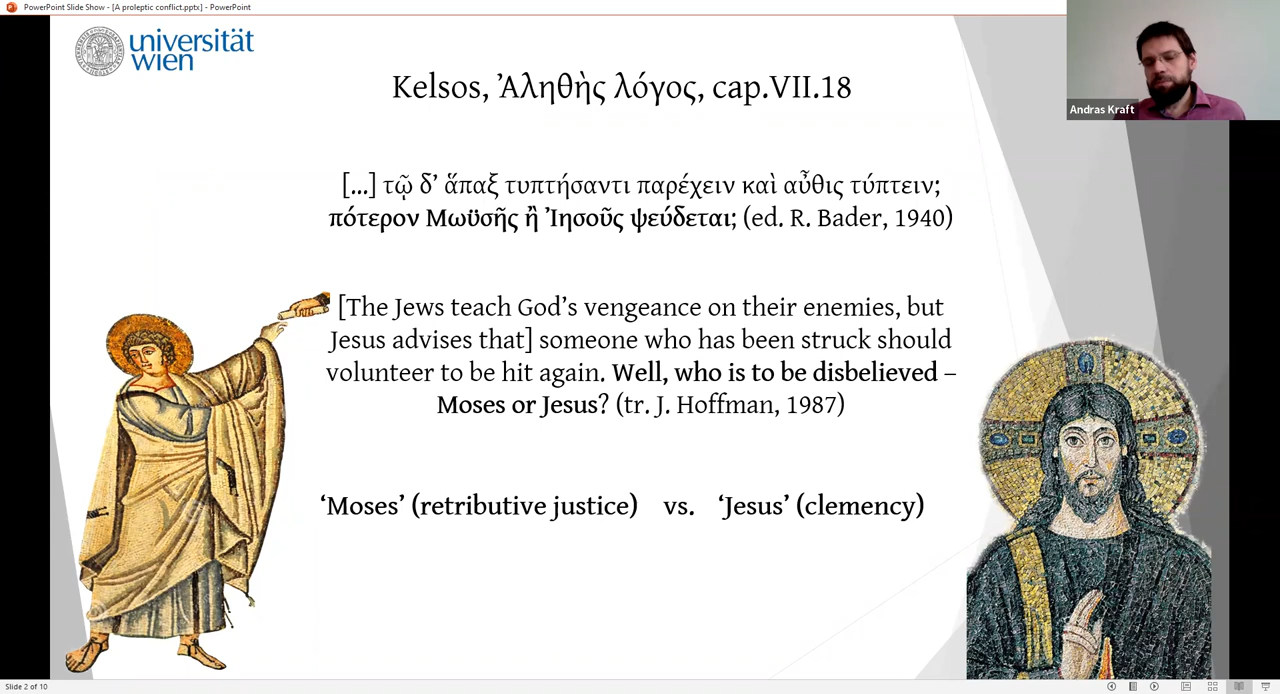 PowerPoint Slide Show - [A proleptic conflict.pptx] - PowerPoint
universität
wien
Andras Kraft
Kelsos, Ἀληθὴς λόγος, cap.VII.18
[...] τῷ δ’ ἅπαξ τυπτήσαντι παρέχειν καὶ αὖθις τύπτειν;
πότερον Μωϋσῆς ἢ Ἰησοῦς ψεύδεται; (ed. R. Bader, 1940)
[The Jews teach God’s vengeance on their enemies, but
Jesus advises that] someone who has been struck should
volunteer to be hit again. Well, who is to be disbelieved –
Moses or Jesus? (tr. J. Hoffman, 1987)
‘Moses’ (retributive justice) vs. ‘Jesus’ (clemency)
Slide 2 of 10